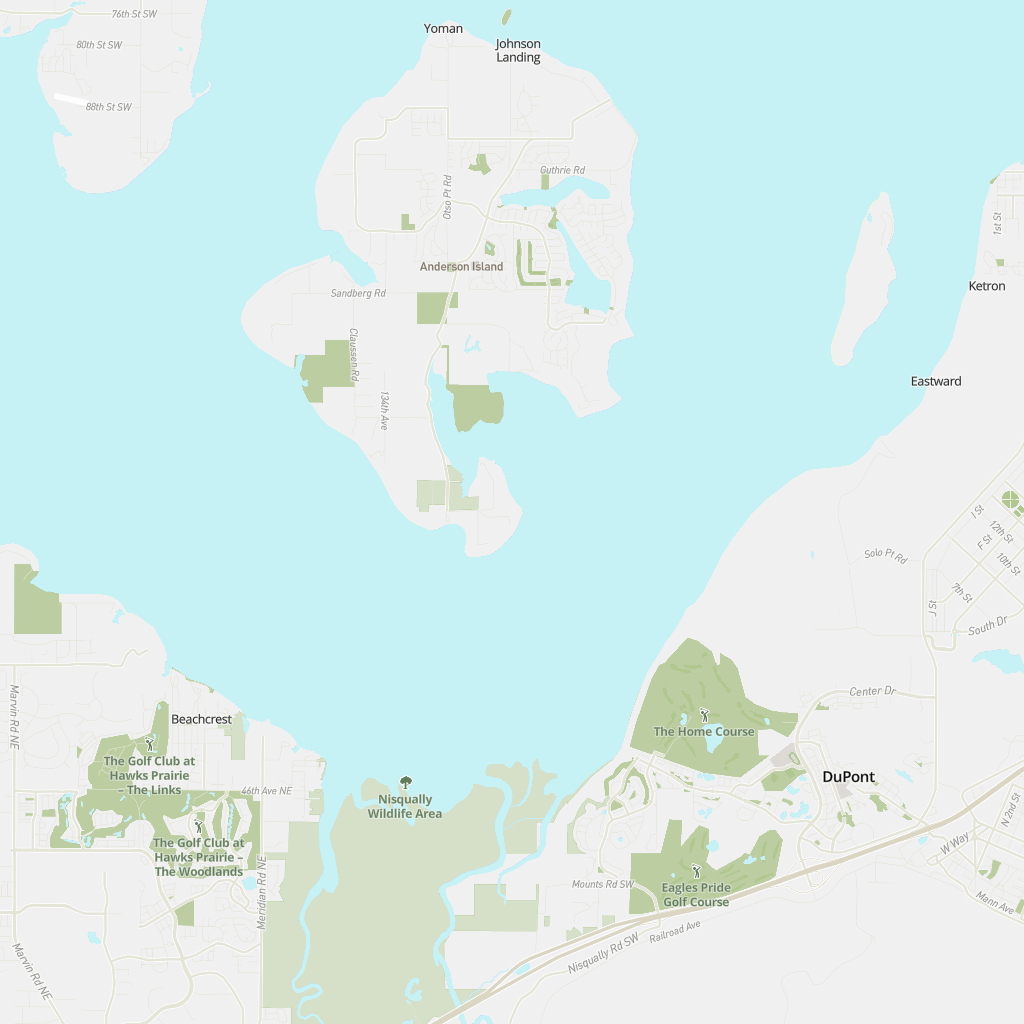 76th St SW
Yoman
80th St SW
Johnson
Landing
88th St SW
Guthrie Rd
Otso Pt Rd
1st St
Anderson Island
Sandberg Rd
Ketron
Claussen Rd
Eastward
134th Ave
I St
12th St
F St
10th St
Solo Pt Rd
7th St
J St
South Dr
Marvin Rd NE
Center Dr
Beachcrest
The Home Course
The Golf Club at
Hawks Prairie
– The Links
DuPont
46th Ave NE
Nisqually
Wildlife Area
N 2nd St
The Golf Club at
Hawks Prairie –
The Woodlands
W Way
Meridian Rd NE
Mounts Rd SW
Eagles Pride
Golf Course
Mann Ave
Railroad Ave
Nisqually Rd SW
Marvin Rd NE